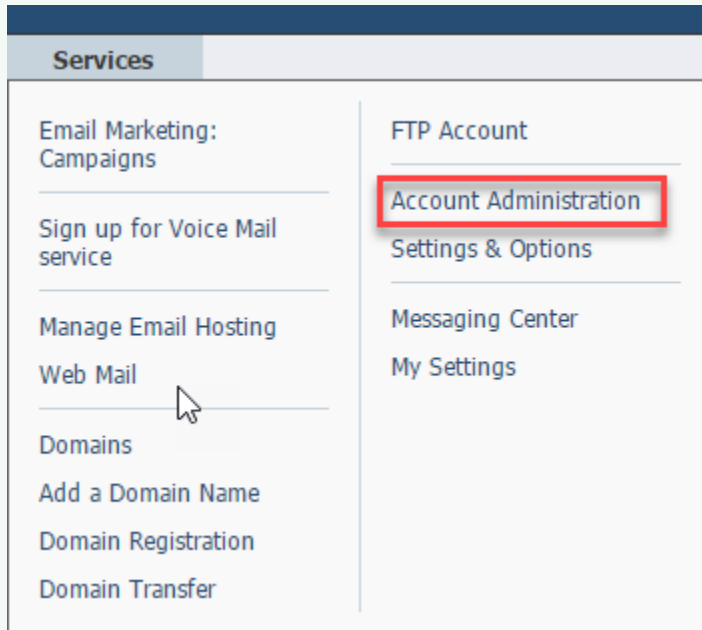 Services
Email Marketing:
Campaigns
Sign up for Voice Mail
service
Manage Email Hosting
Web Mail
Domains
Add a Domain Name
Domain Registration
Domain Transfer
FTP Account
Account Administration
Settings & Options
Messaging Center
My Settings